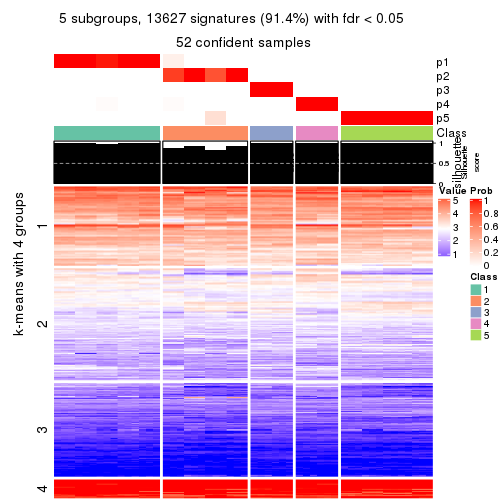 5 subgroups, 13627 signatures (91.4%) with fdr < 0.05
52 confident samples
p1
p2
p3
p4
p5
Class
1
0.5
0
silhouette
Silhouette
score
k-means with 4 groups
1
2
3
4
Value
5
4
3
2
1
Prob
1
0.8
0.6
0.4
0.2
0
Class
1
2
3
4
5